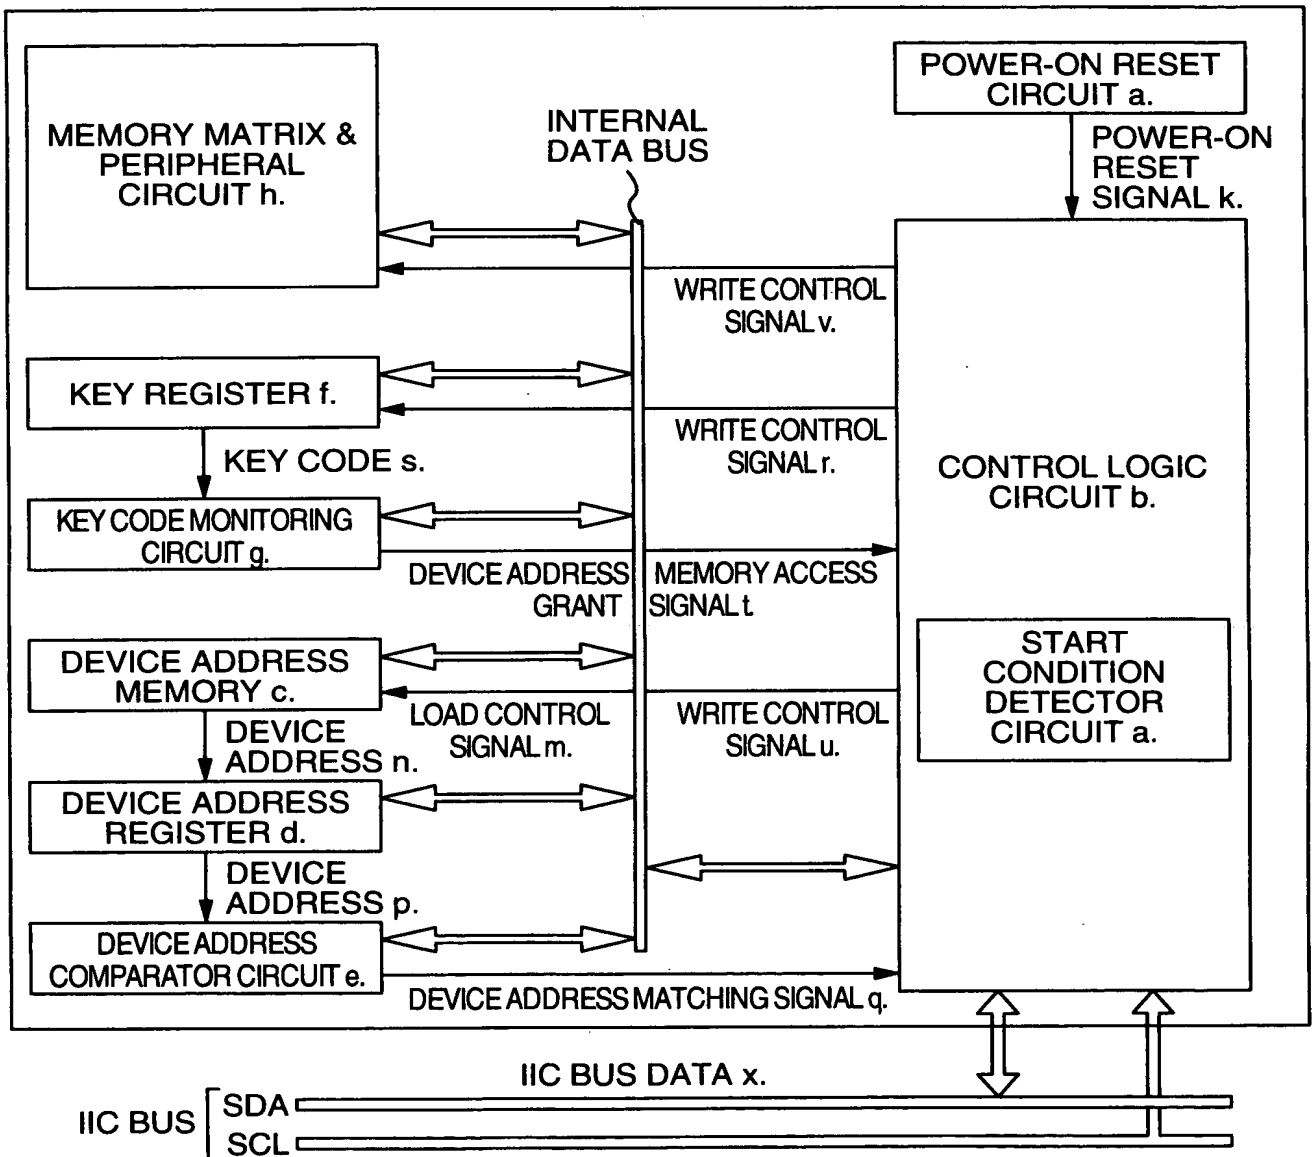 POWER-ON RESET
CIRCUIT a.
MEMORY MATRIX &
PERIPHERAL
CIRCUIT h.
INTERNAL
DATA BUS
POWER-ON
RESET
SIGNAL k.
WRITE CONTROL
SIGNAL v.
KEY REGISTER f.
WRITE CONTROL
SIGNAL r.
KEY CODE s.
CONTROL LOGIC
CIRCUIT b.
KEY CODE MONITORING
CIRCUIT g.
DEVICE ADDRESS MEMORY ACCESS
GRANT SIGNAL t.
START
CONDITION
DETECTOR
CIRCUIT a.
DEVICE ADDRESS
MEMORY c.
LOAD CONTROL
SIGNAL m.
WRITE CONTROL
SIGNAL u.
DEVICE
ADDRESS n.
DEVICE ADDRESS
REGISTER d.
DEVICE
ADDRESS p.
DEVICE ADDRESS
COMPARATOR CIRCUIT e.
DEVICE ADDRESS MATCHING SIGNAL q.
IIC BUS DATA x.
IIC BUS
SDA
SCL